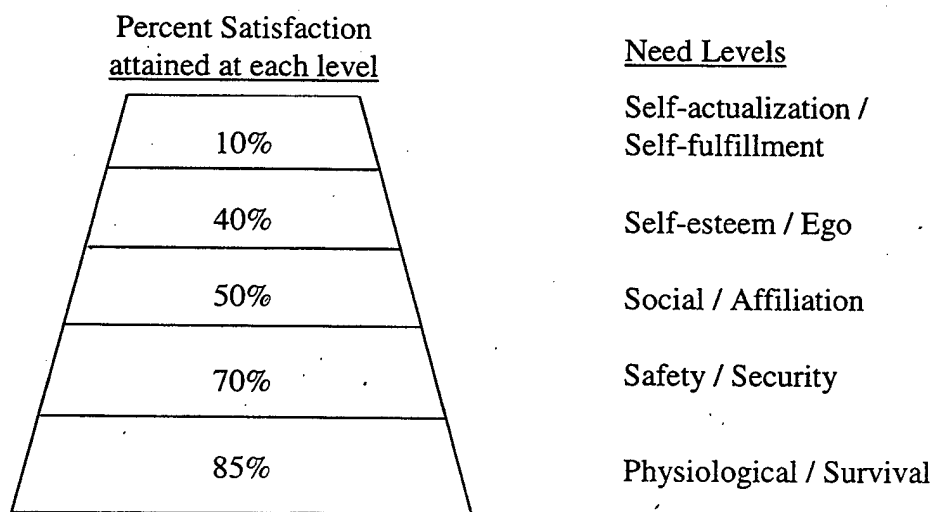 Percent Satisfaction
attained at each level
10%
40%
50%
70%
85%
Need Levels
Self-actualization /
Self-fulfillment
Self-esteem / Ego
Social / Affiliation
Safety / Security
Physiological / Survival